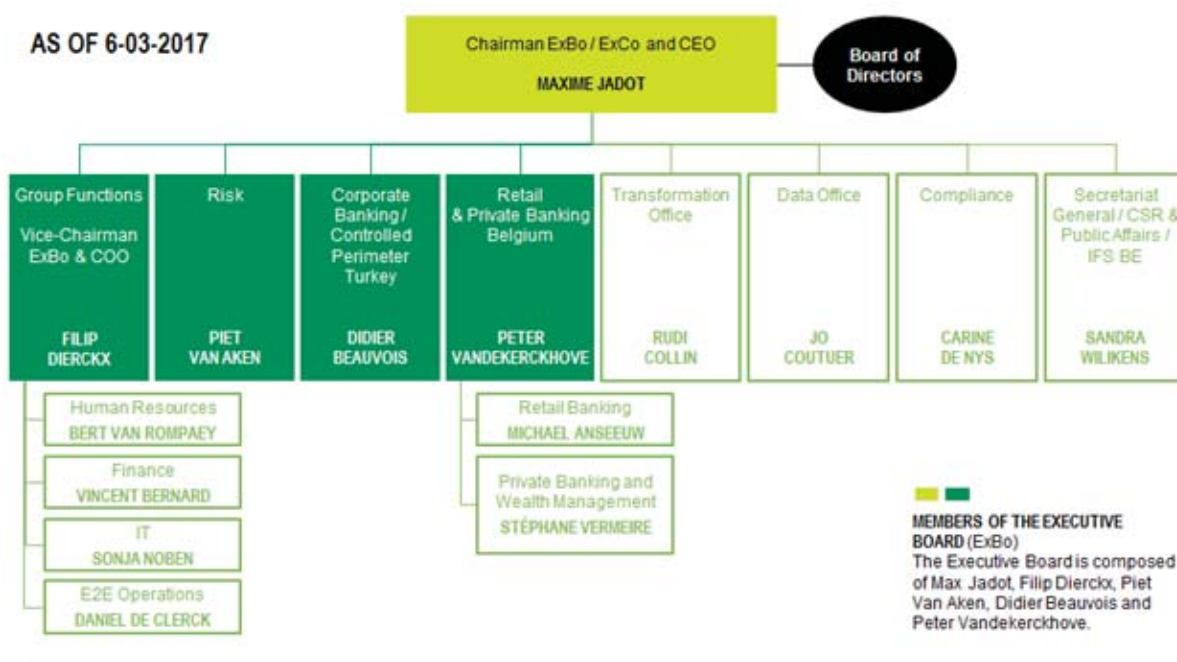 AS OF 6-03-2017
Chairman ExBo / ExCo and CEO
MAXIME JADOT
Board of
Directors
Group Functions
Vice-Chairman
ExBo & COO
FILIP
DIERCKX
Risk
PIET
VAN AKEN
Corporate
Banking /
Controlled
Perimeter
Turkey
DIDIER
BEAUVOIS
Retail
& Private Banking
Belgium
PETER
VANDEKERCKHOVE
Transformation
Office
RUDI
COLLIN
Data Office
JO
COUTUER
Compliance
CARINE
DE NYS
Secretariat
General / CSR &
Public Affairs /
IFS BE
SANDRA
WILIKENS
Human Resources
BERT VAN ROMPAEY
Finance
VINCENT BERNARD
IT
SONJA NOBEN
E2E Operations
DANIEL DE CLERCK
Retail Banking
MICHAEL ANSEEUW
Private Banking and
Wealth Management
STÉPHANE VERMEIRE
MEMBERS OF THE EXECUTIVE
BOARD (ExBo)
The Executive Board is composed
of Max Jadot, Filip Dierckx, Piet
Van Aken, Didier Beauvois and
Peter Vandekerckhove.